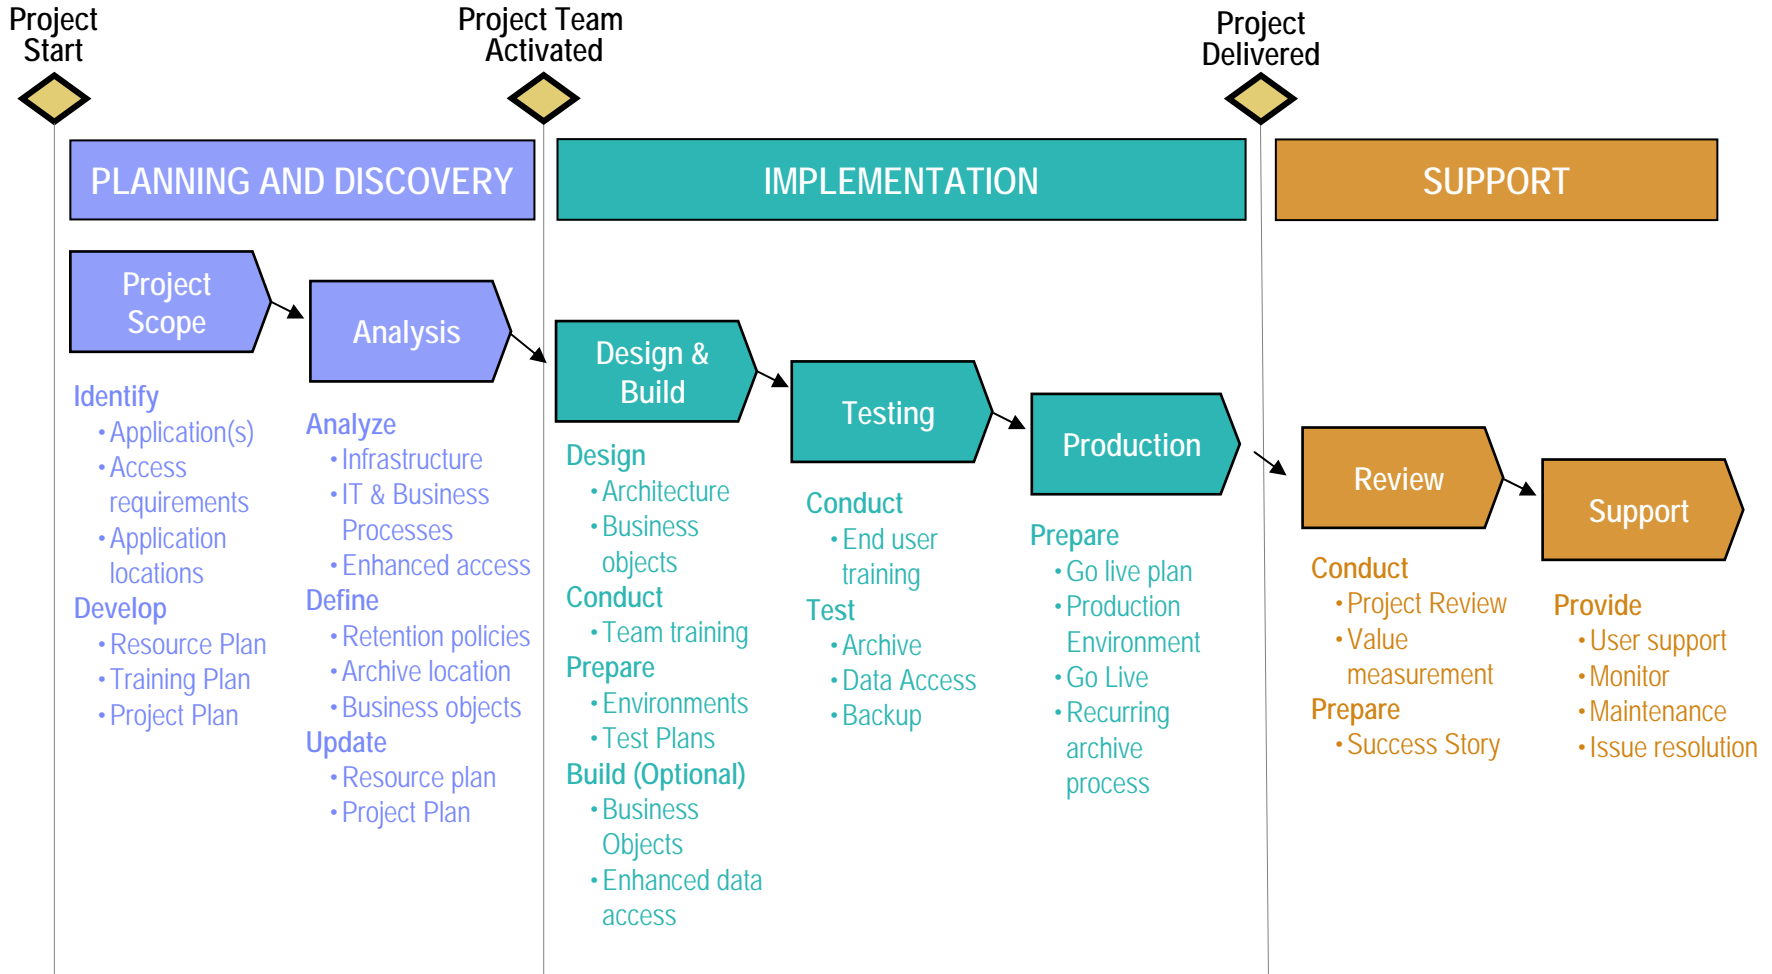 Project
Start
Project Team
Activated
Project
Delivered
PLANNING AND DISCOVERY
IMPLEMENTATION
SUPPORT
Project
Scope
Identify
• Application(s)
• Access
requirements
• Application
locations
Develop
• Resource Plan
• Training Plan
• Project Plan
Analysis
Analyze
• Infrastructure
• IT & Business
Processes
• Enhanced access
Define
• Retention policies
• Archive location
• Business objects
Update
• Resource plan
• Project Plan
Design &
Build
Design
• Architecture
• Business
objects
Conduct
• Team training
Prepare
• Environments
• Test Plans
Build (Optional)
• Business
Objects
• Enhanced data
access
Testing
Conduct
• End user
training
Test
• Archive
• Data Access
• Backup
Production
Prepare
• Go live plan
• Production
Environment
• Go Live
• Recurring
archive
process
Review
Conduct
• Project Review
• Value
measurement
Prepare
• Success Story
Support
Provide
• User support
• Monitor
• Maintenance
• Issue resolution